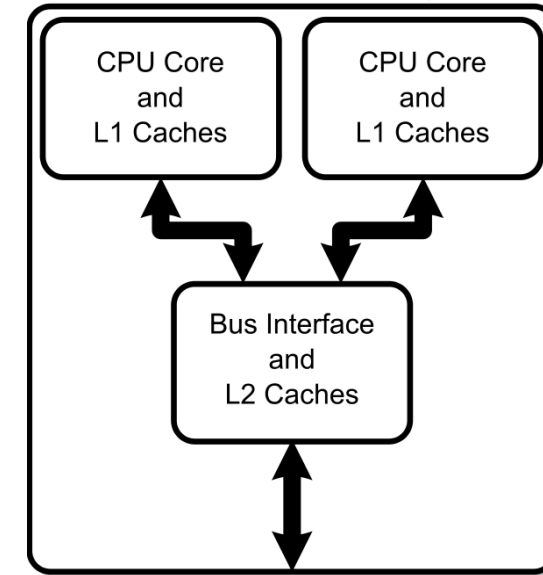 CPU Core
and
L1 Caches
CPU Core
and
L1 Caches
Bus Interface
and
L2 Caches